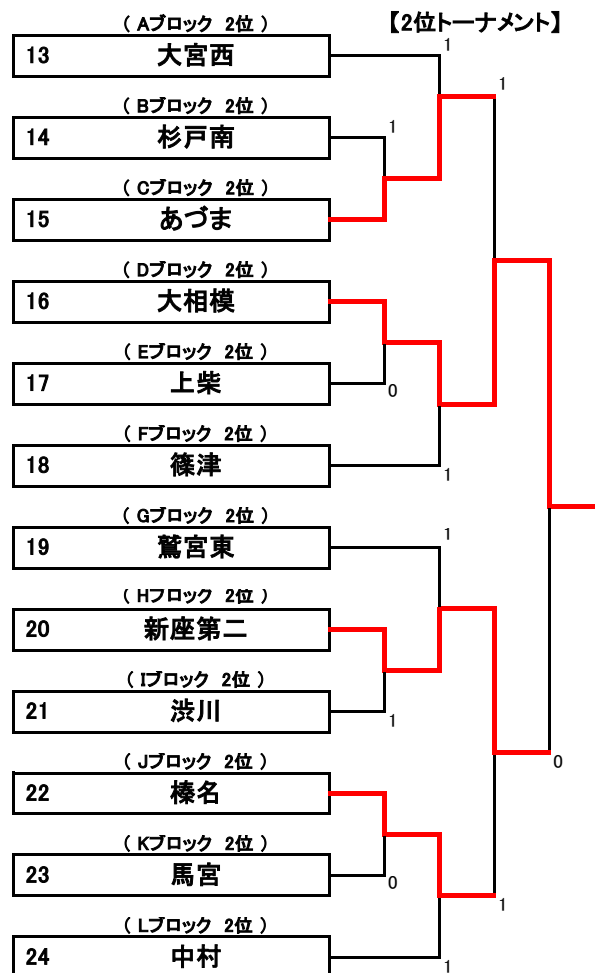 【2位トーナメント】
( Aブロック 2位 )
13 大宮西
1
( Bブロック 2位 )
1
14 杉戸南
1
( Cブロック 2位 )
15 あづま
( Dブロック 2位 )
16 大相模
( Eブロック 2位 )
17 上柴
0
( Fブロック 2位 )
18 篠津
1
( Gブロック 2位 )
19 鷲宮東
1
( Hフロック 2位 )
20 新座第二
( Iブロック 2位 )
21 渋川
1
( Jブロック 2位 )
0
22 榛名
( Kブロック 2位 )
23 馬宮
0
1
( Lブロック 2位 )
24 中村
1